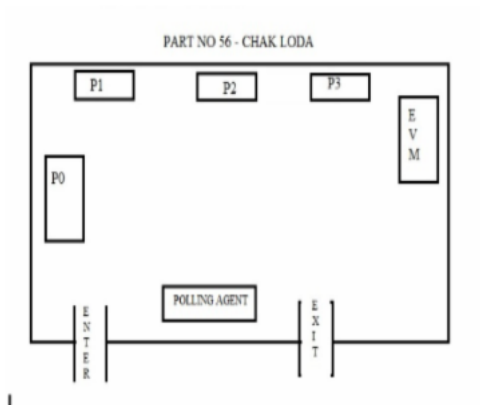 PART NO 56 - CHAK LODA
P1
P2
P3
E
V
M
P0
POLLING AGENT
E
N
T
E
R
E
X
I
T